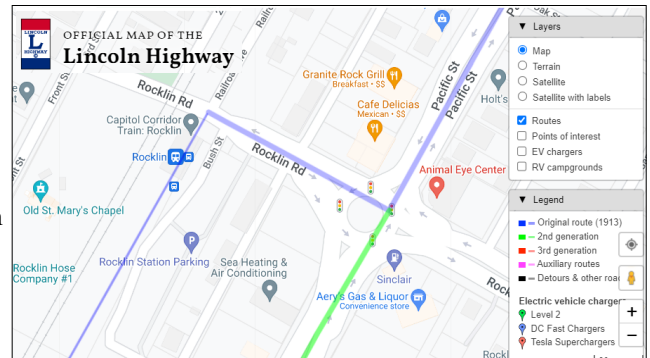 LINCOLN
L
HIGHWAY
OFFICIAL MAP OF THE
Lincoln Highway
Front St
Railroad
Rocklin Rd
Granite Rock Grill
Breakfast • $$
Cafe Delicias
Mexican • $$
Pacific St
Pacific St
Holt's
Capitol Corridor
Train: Rocklin
Rocklin
Bush St
Rocklin Rd
Animal Eye Center
Old St. Mary's Chapel
Rocklin Station Parking
Rocklin Hose
Company #1
Sea Heating &
Air Conditioning
Sinclair
Aery's Gas & Liquor
Convenience store
Rock
Rockl
▼ Layers
Map
Terrain
Satellite
Satellite with labels
Routes
Points of interest
EV chargers
RV campgrounds
▼ Legend
– Original route (1913)
– 2nd generation
– 3rd generation
– Auxiliary routes
– Detours & other roa
Electric vehicle chargers
Level 2
DC Fast Chargers
Tesla Superchargers
+
−